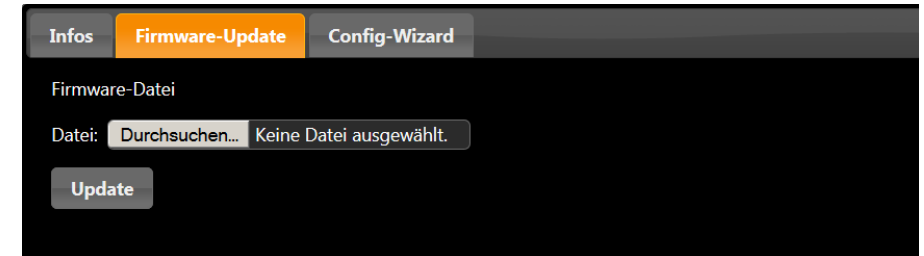 Infos Firmware-Update Config-Wizard
Firmware-Datei
Datei: Durchsuchen... Keine Datei ausgewählt.
Update